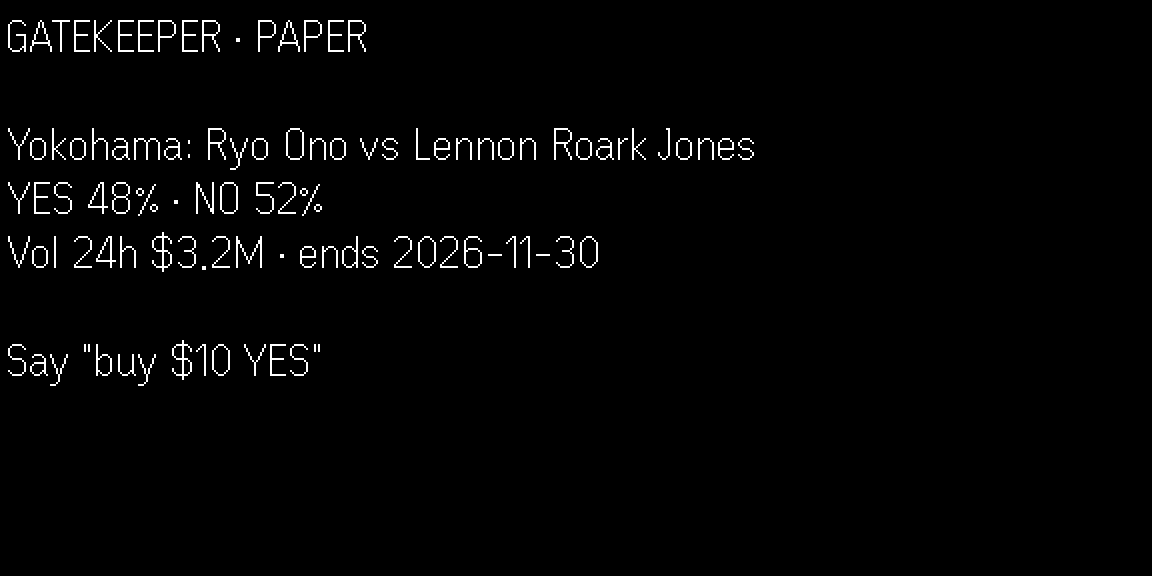 GATEKEEPER · PAPER
Yokohama: Ryo Ono vs Lennon Roark Jones
YES 48% · NO 52%
Vol 24h $3.2M · ends 2026-11-30
Say "buy $10 YES"